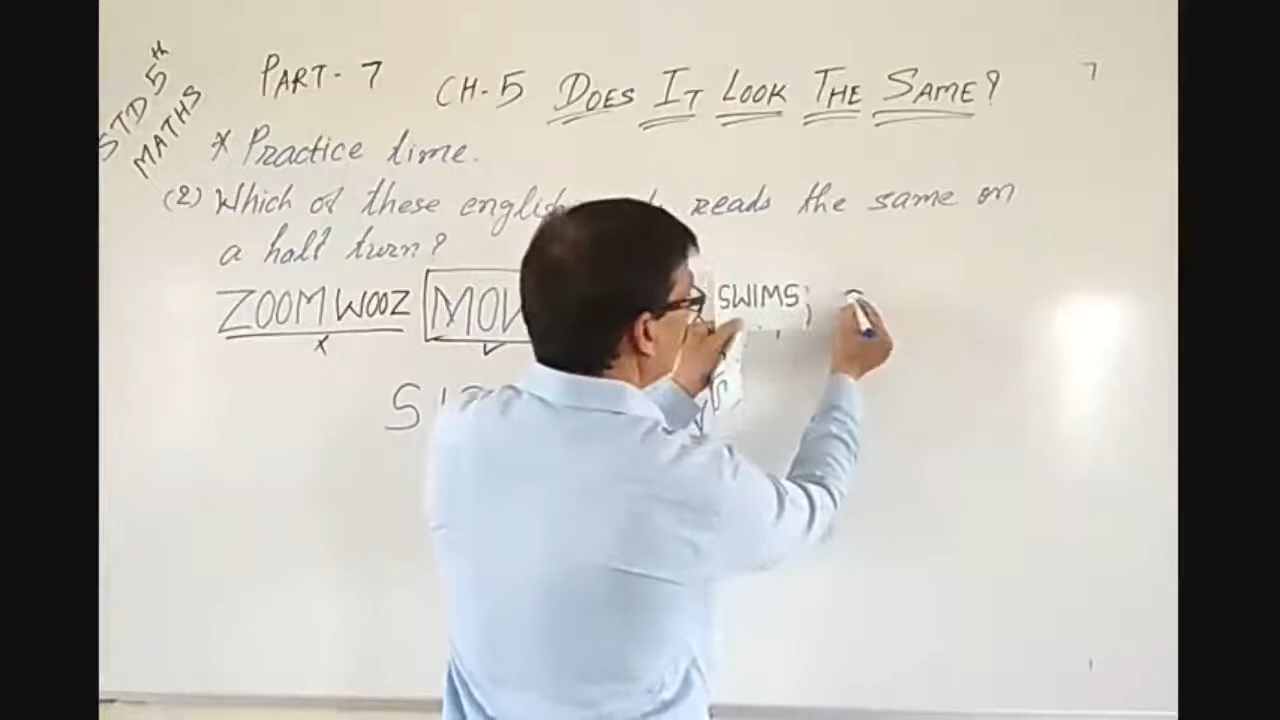 STD 5th
MATHS
PART-7 CH-5 DOES IT LOOK THE SAME?
* Practice time.
(2) Which of these english reads the same on
a half turn?
ZOOM WOOZ SWIMS;